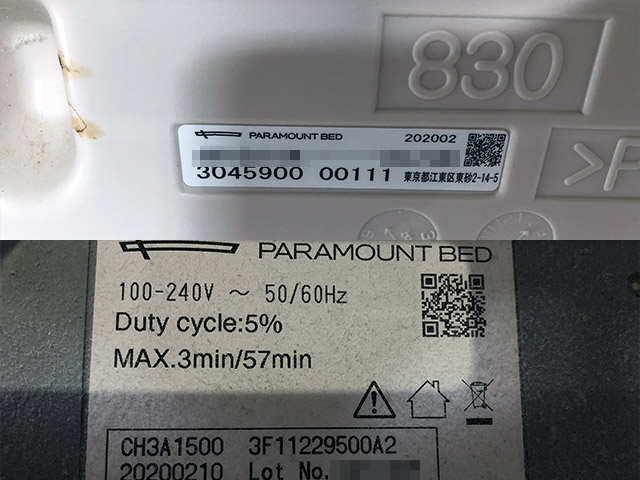 830
PARAMOUNT BED 202002
3045900 00111 東京都江東区東砂2-14-5
>P
PARAMOUNT BED
100-240V ～ 50/60Hz
Duty cycle:5%
MAX.3min/57min
CH3A1500 3F11229500A2
20200210 Lot No.